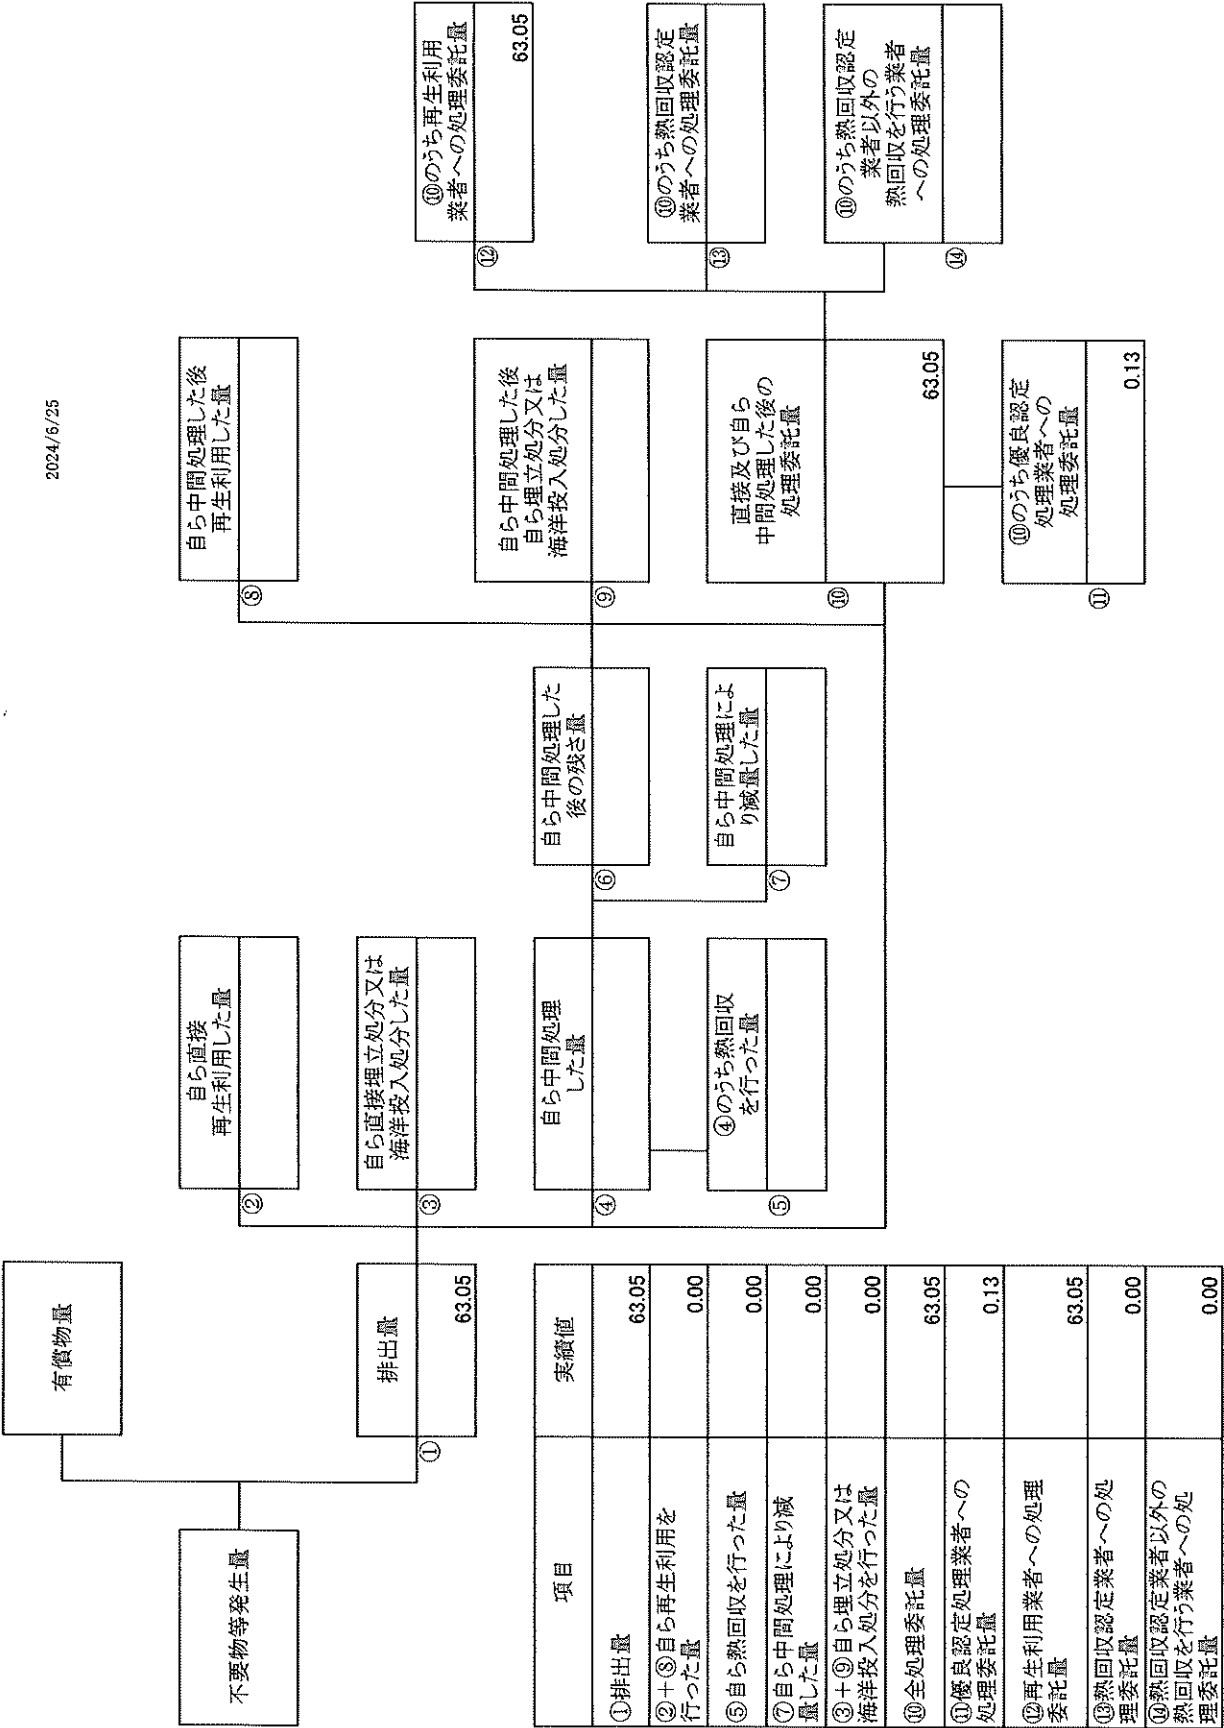 2024/6/25
不要物等発生量
有償物量
①
排出量
63.05
②
自ら直接
再生利用した量
③
自ら直接埋立処分又は
海洋投入処分した量
④
自ら中間処理
した量
⑤
④のうち熱回収
を行った量
⑥
自ら中間処理した
後の残さ量
⑦
自ら中間処理によ
り減量した量
⑧
自ら中間処理した後
再生利用した量
⑨
自ら中間処理した後
自ら埋立処分又は
海洋投入処分した量
⑩
直接及び自ら
中間処理した後の
処理委託量
63.05
⑪
⑩のうち優良認定
処理業者への
処理委託量
0.13
⑫
⑩のうち再生利用
業者への処理委託量
63.05
⑬
⑩のうち熱回収認定
業者への処理委託量
⑭
⑩のうち熱回収認定
業者以外の
熱回収を行う業者
への処理委託量
項目 実績値
①排出量 63.05
②+⑧自ら再生利用を
行った量 0.00
⑤自ら熱回収を行った量 0.00
⑦自ら中間処理により減
量した量 0.00
③+⑨自ら埋立処分又は
海洋投入処分を行った量 0.00
⑩全処理委託量 63.05
⑪優良認定処理業者への
処理委託量 0.13
⑫再生利用業者への処理
委託量 63.05
⑬熱回収認定業者への処
理委託量 0.00
⑭熱回収認定業者以外の
熱回収を行う業者への処
理委託量 0.00